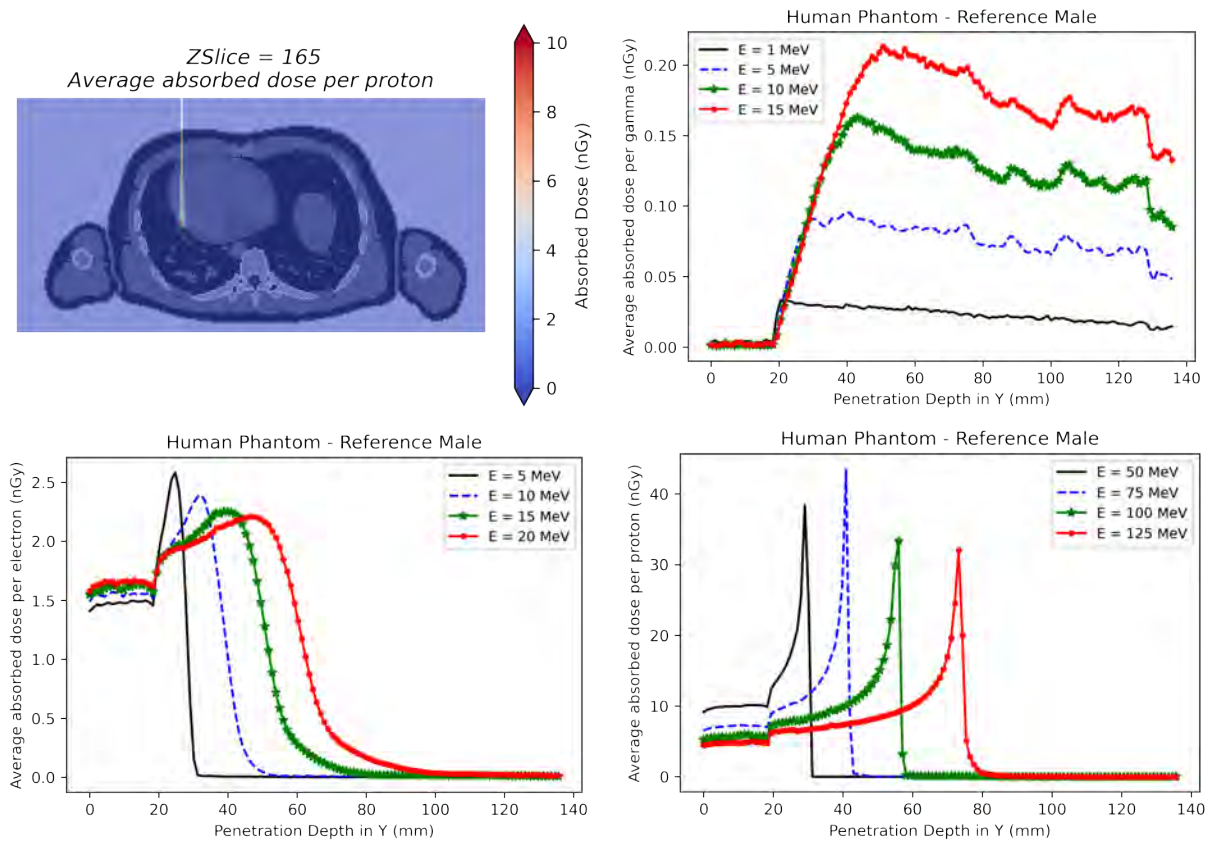 ZSlice = 165
Average absorbed dose per proton
10
8
6
4
2
0
Absorbed Dose (nGy)
Human Phantom - Reference Male
E = 1 MeV
E = 5 MeV
E = 10 MeV
E = 15 MeV
Average absorbed dose per gamma (nGy)
0.20
0.15
0.10
0.05
0.00
0 20 40 60 80 100 120 140
Penetration Depth in Y (mm)
Human Phantom - Reference Male
E = 5 MeV
E = 10 MeV
E = 15 MeV
E = 20 MeV
Average absorbed dose per electron (nGy)
2.5
2.0
1.5
1.0
0.5
0.0
0 20 40 60 80 100 120 140
Penetration Depth in Y (mm)
Human Phantom - Reference Male
E = 50 MeV
E = 75 MeV
E = 100 MeV
E = 125 MeV
Average absorbed dose per proton (nGy)
40
30
20
10
0
0 20 40 60 80 100 120 140
Penetration Depth in Y (mm)